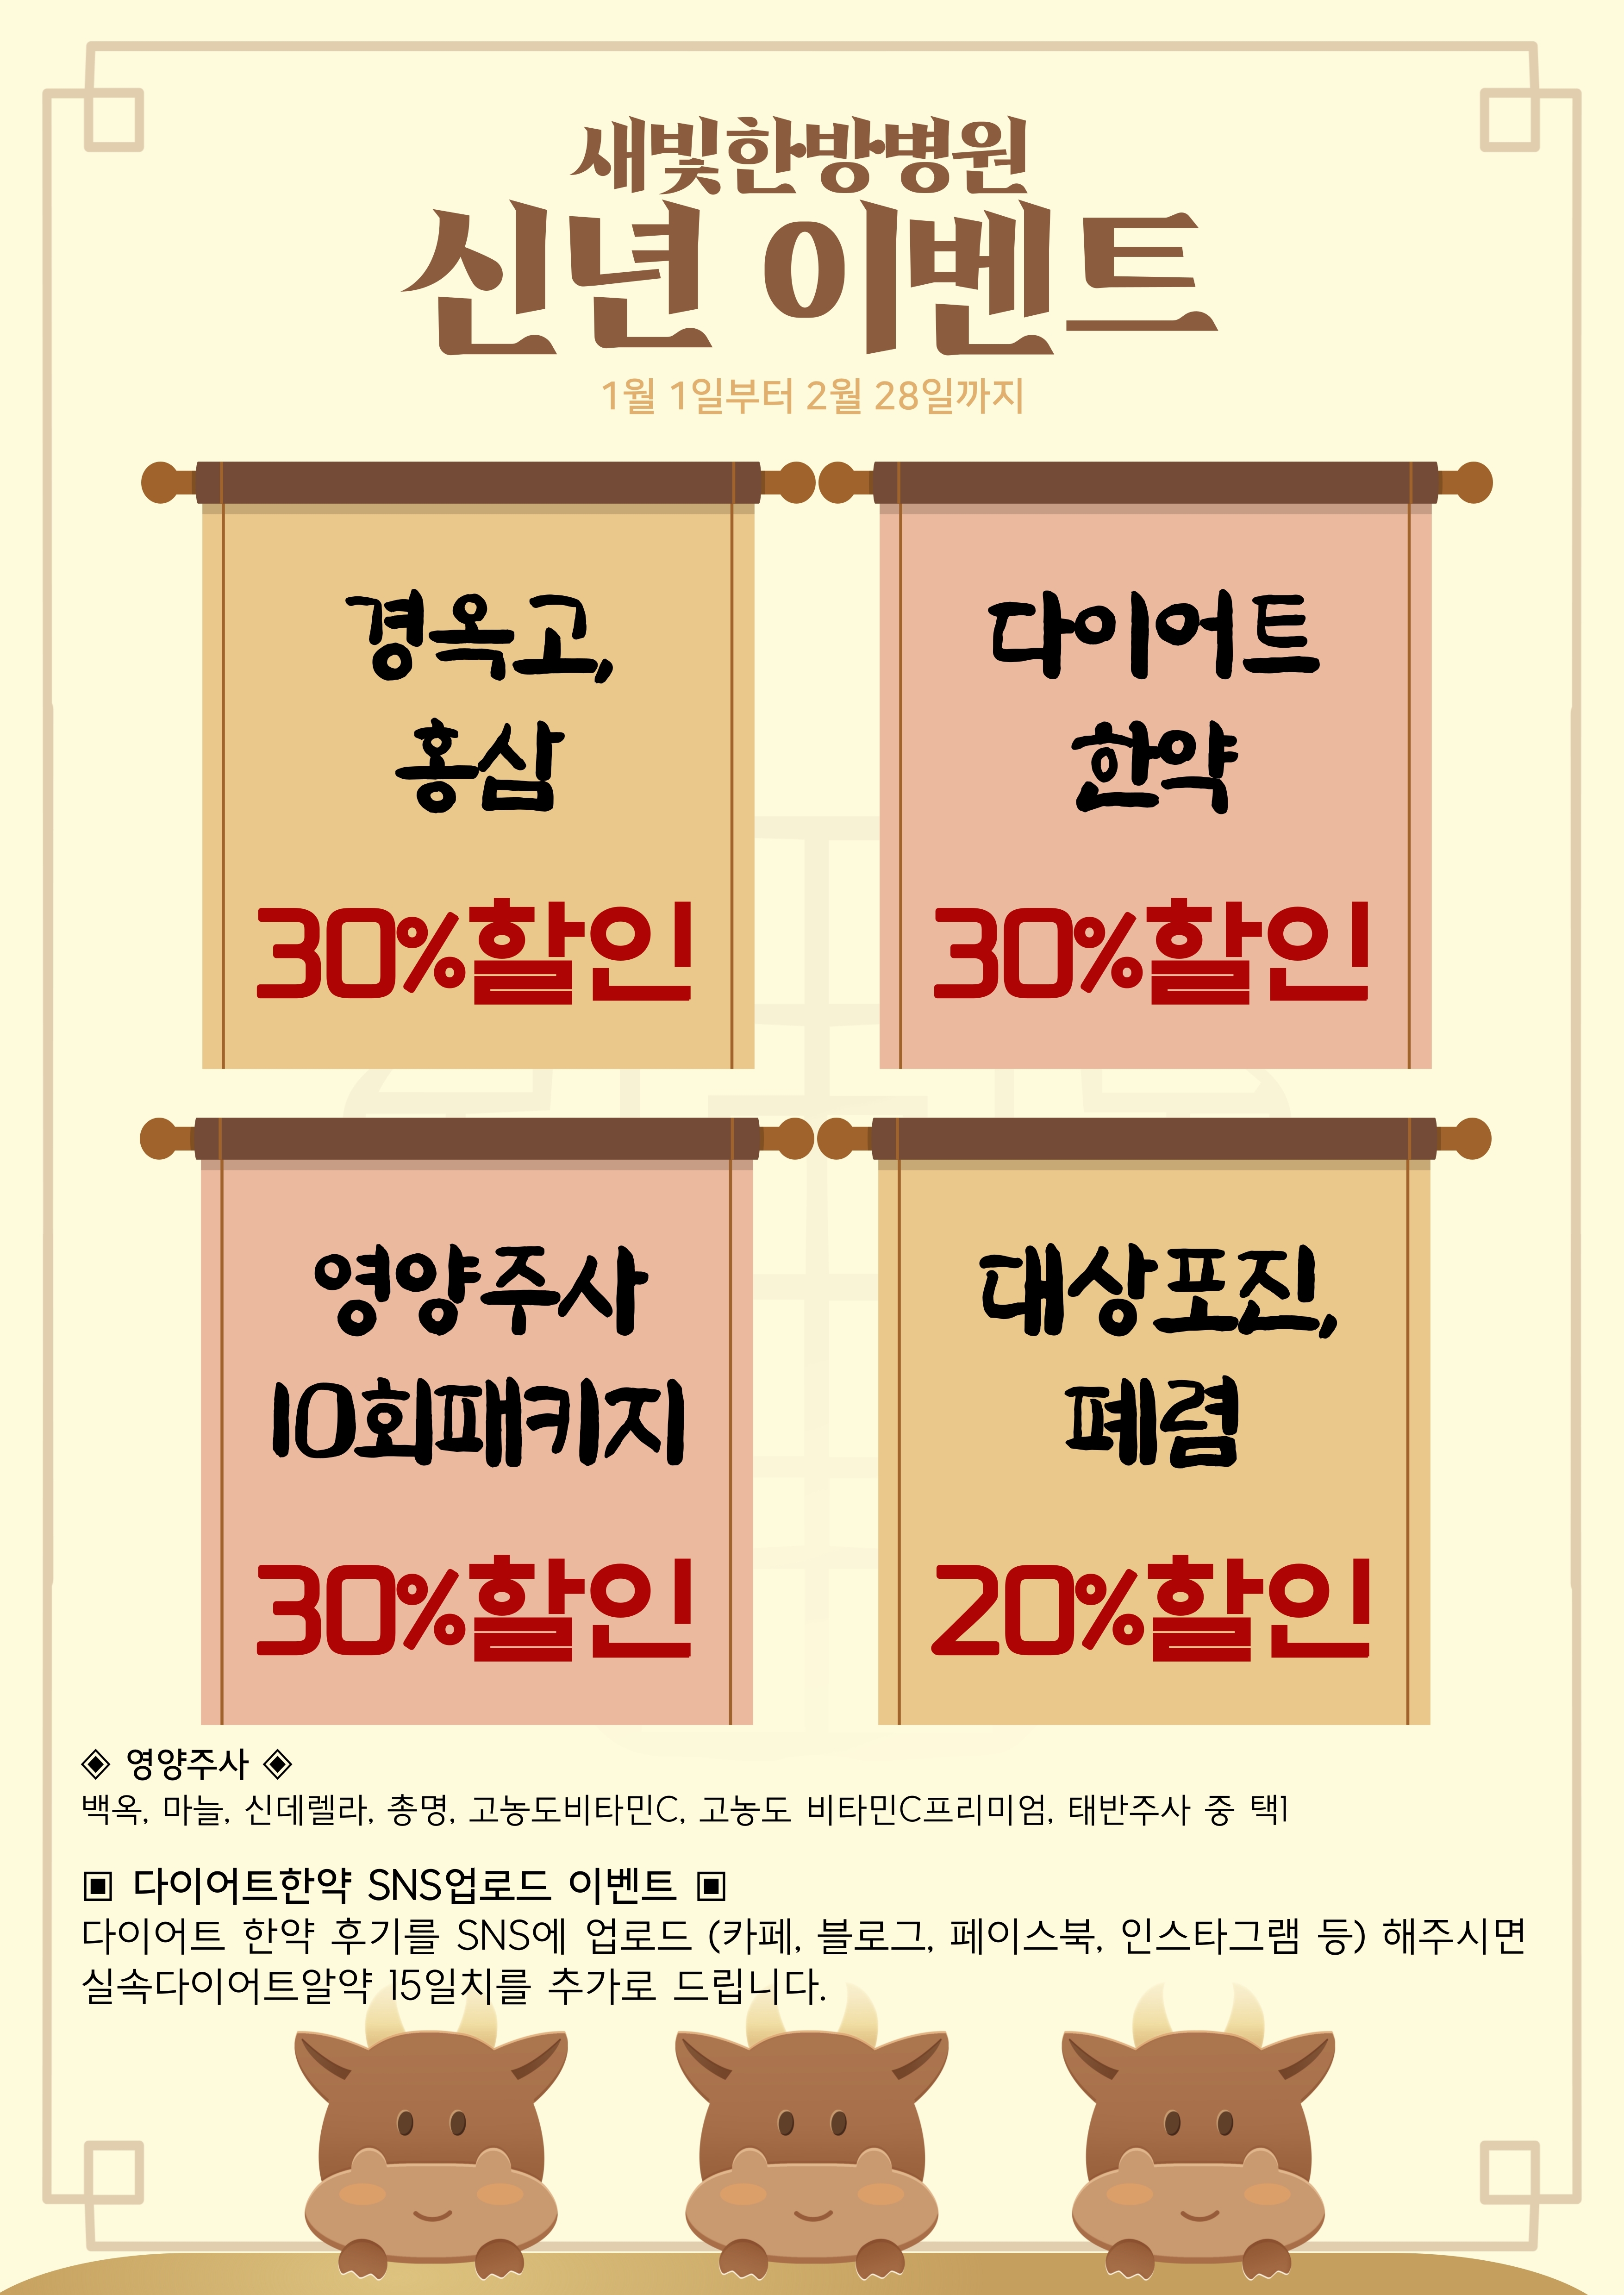 새빛한방병원
신년 이벤트
1월 1일부터 2월 28일까지
경옥고,
홍삼
30%할인
다이어트
한약
30%할인
영양주사
10회패키지
30%할인
대상포진,
폐렴
20%할인
◈ 영양주사 ◈
백옥, 마늘, 신데렐라, 총명, 고농도비타민C, 고농도 비타민C프리미엄, 태반주사 중 택1
▣ 다이어트한약 SNS업로드 이벤트 ▣
다이어트 한약 후기를 SNS에 업로드 (카페, 블로그, 페이스북, 인스타그램 등) 해주시면
실속다이어트알약 15일치를 추가로 드립니다.